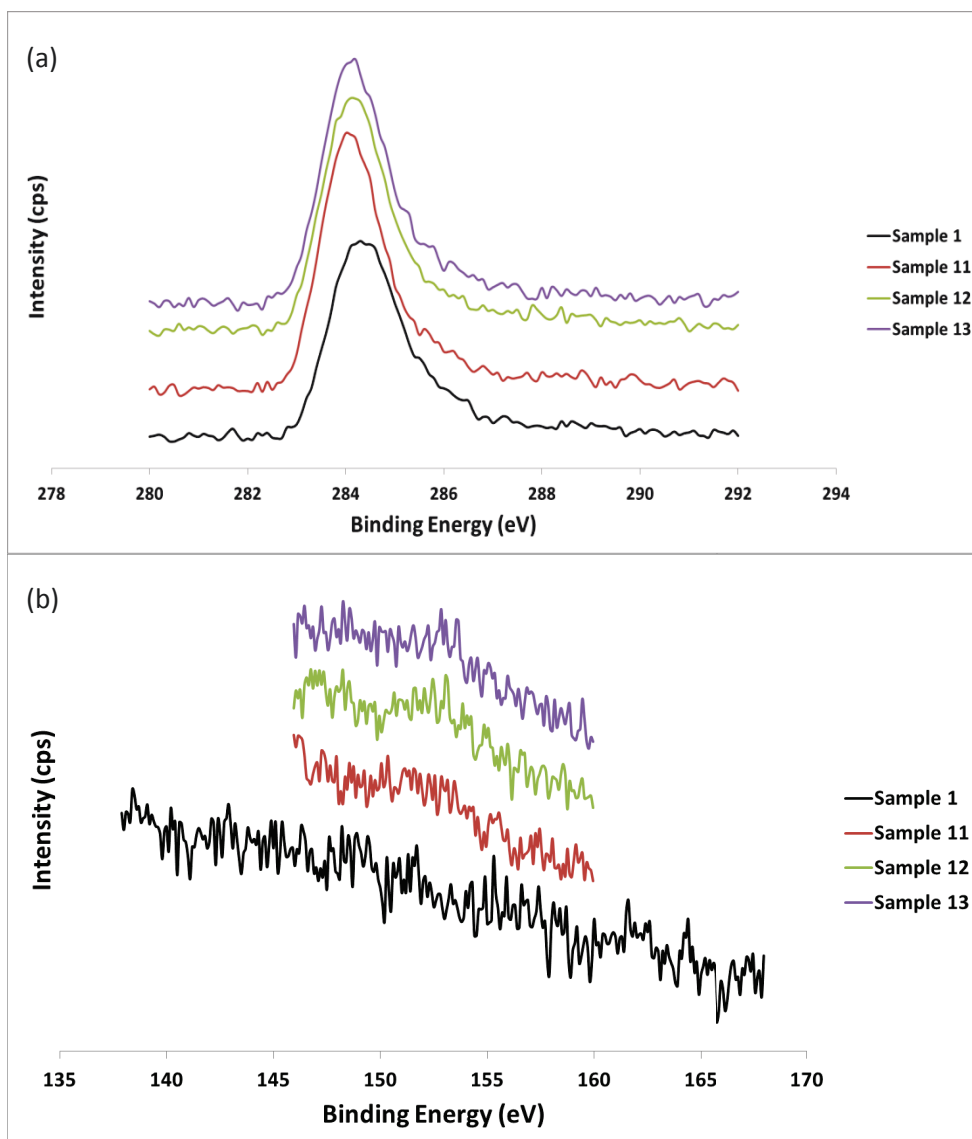 (a)
Intensity (cps)
Sample 1
Sample 11
Sample 12
Sample 13
278 280 282 284 286 288 290 292 294
Binding Energy (eV)
(b)
Intensity (cps)
Sample 1
Sample 11
Sample 12
Sample 13
135 140 145 150 155 160 165 170
Binding Energy (eV)